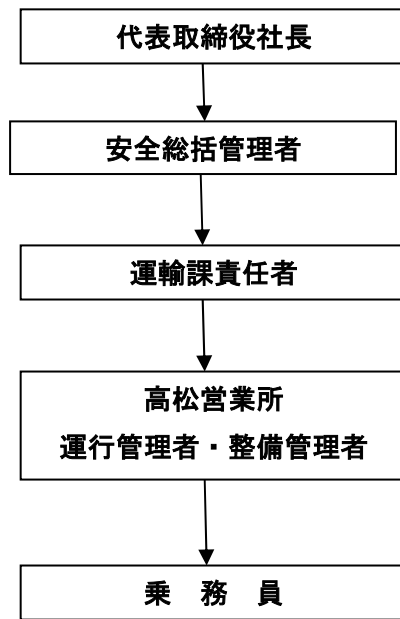 代表取締役社長
安全総括管理者
運輸課責任者
高松営業所
運行管理者・整備管理者
乗　務　員